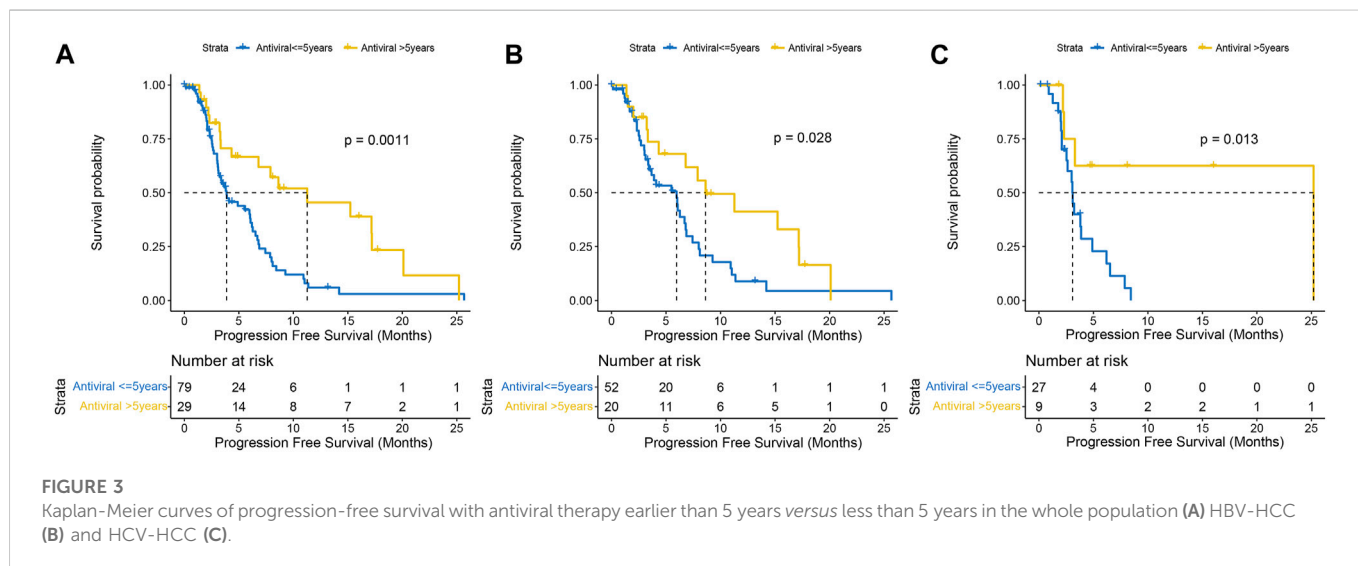 A
Strata Antiviral<=5years Antiviral >5years
1.00
0.75
0.50
0.25
0.00
Survival probability
p = 0.0011
0 5 10 15 20 25
Progression Free Survival (Months)
Number at risk
Strata
Antiviral <=5years 79 24 6 1 1 1
Antiviral >5years 29 14 8 7 2 1
0 5 10 15 20 25
Progression Free Survival (Months)
B
Strata Antiviral<=5years Antiviral >5years
1.00
0.75
0.50
0.25
0.00
Survival probability
p = 0.028
0 5 10 15 20 25
Progression Free Survival (Months)
Number at risk
Strata
Antiviral<=5years 52 20 6 1 1 1
Antiviral >5years 20 11 6 5 1 0
0 5 10 15 20 25
Progression Free Survival (Months)
C
Strata Antiviral<=5years Antiviral >5years
1.00
0.75
0.50
0.25
0.00
Survival probability
p = 0.013
0 5 10 15 20 25
Progression Free Survival (Months)
Number at risk
Strata
Antiviral <=5years 27 4 0 0 0 0
Antiviral >5years 9 3 2 2 1 1
0 5 10 15 20 25
Progression Free Survival (Months)
FIGURE 3
Kaplan-Meier curves of progression-free survival with antiviral therapy earlier than 5 years versus less than 5 years in the whole population (A) HBV-HCC
(B) and HCV-HCC (C).